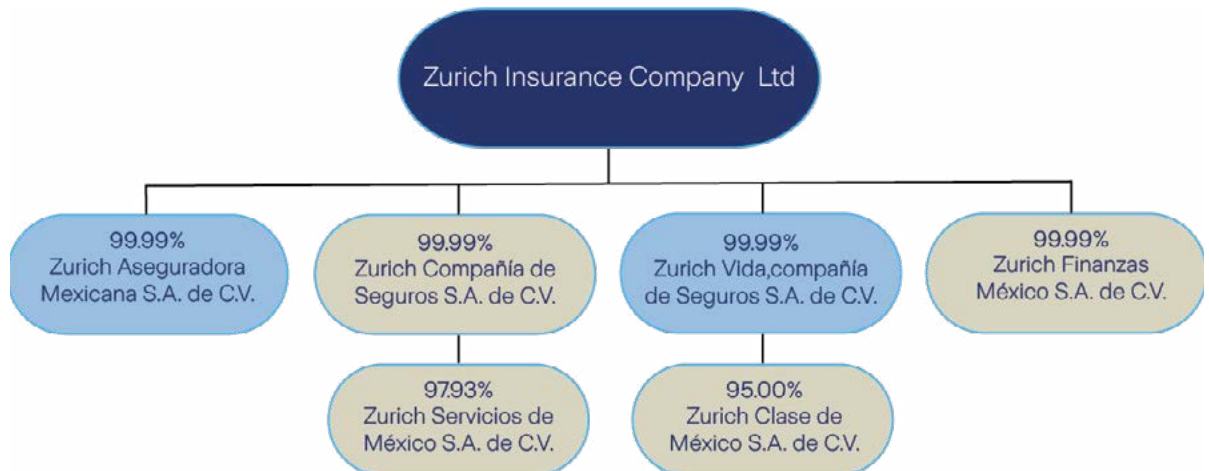 Zurich Insurance Company Ltd
99.99%
Zurich Aseguradora
Mexicana S.A. de C.V.
99.99%
Zurich Compañía de
Seguros S.A. de C.V.
99.99%
Zurich Vida,compañía
de Seguros S.A. de C.V.
99.99%
Zurich Finanzas
México S.A. de C.V.
97.93%
Zurich Servicios de
México S.A. de C.V.
95.00%
Zurich Clase de
México S.A. de C.V.